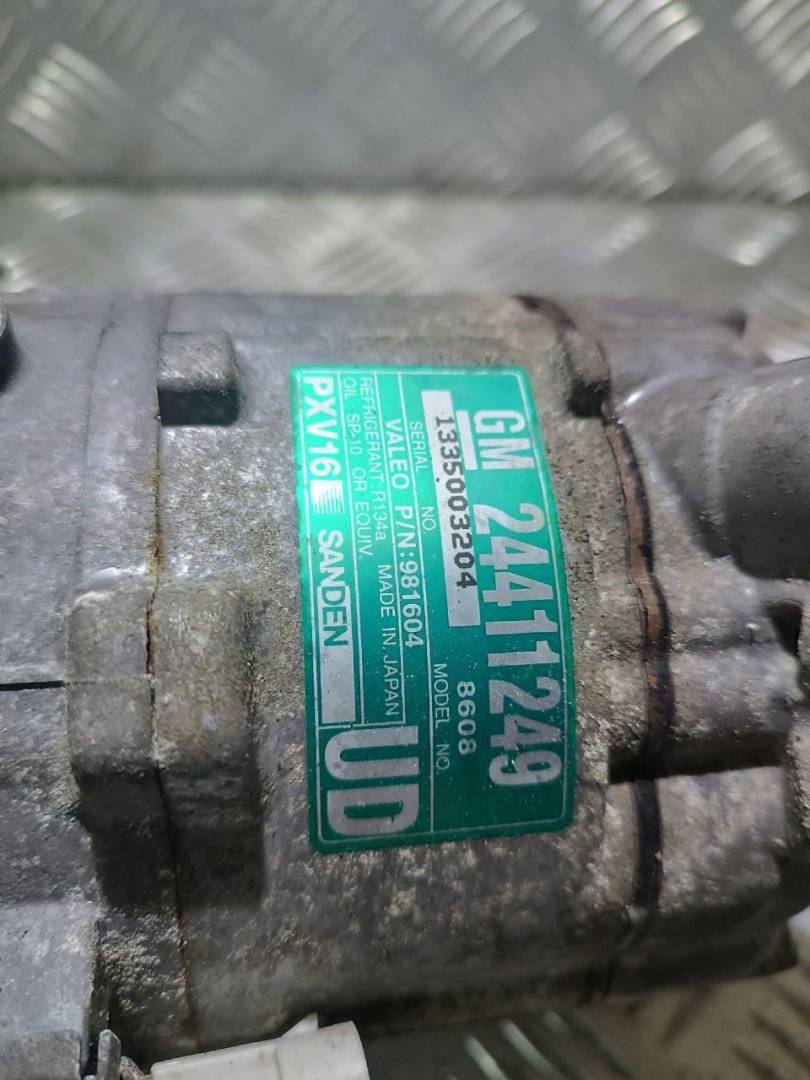 GM 24411249
1335003204 8608
SERIAL NO. MODEL NO.
VALEO P/N:981604
REFRIGERANT R134a MADE IN JAPAN
OIL SP-10 OR EQUIV.
PXV16 SANDEN
UD